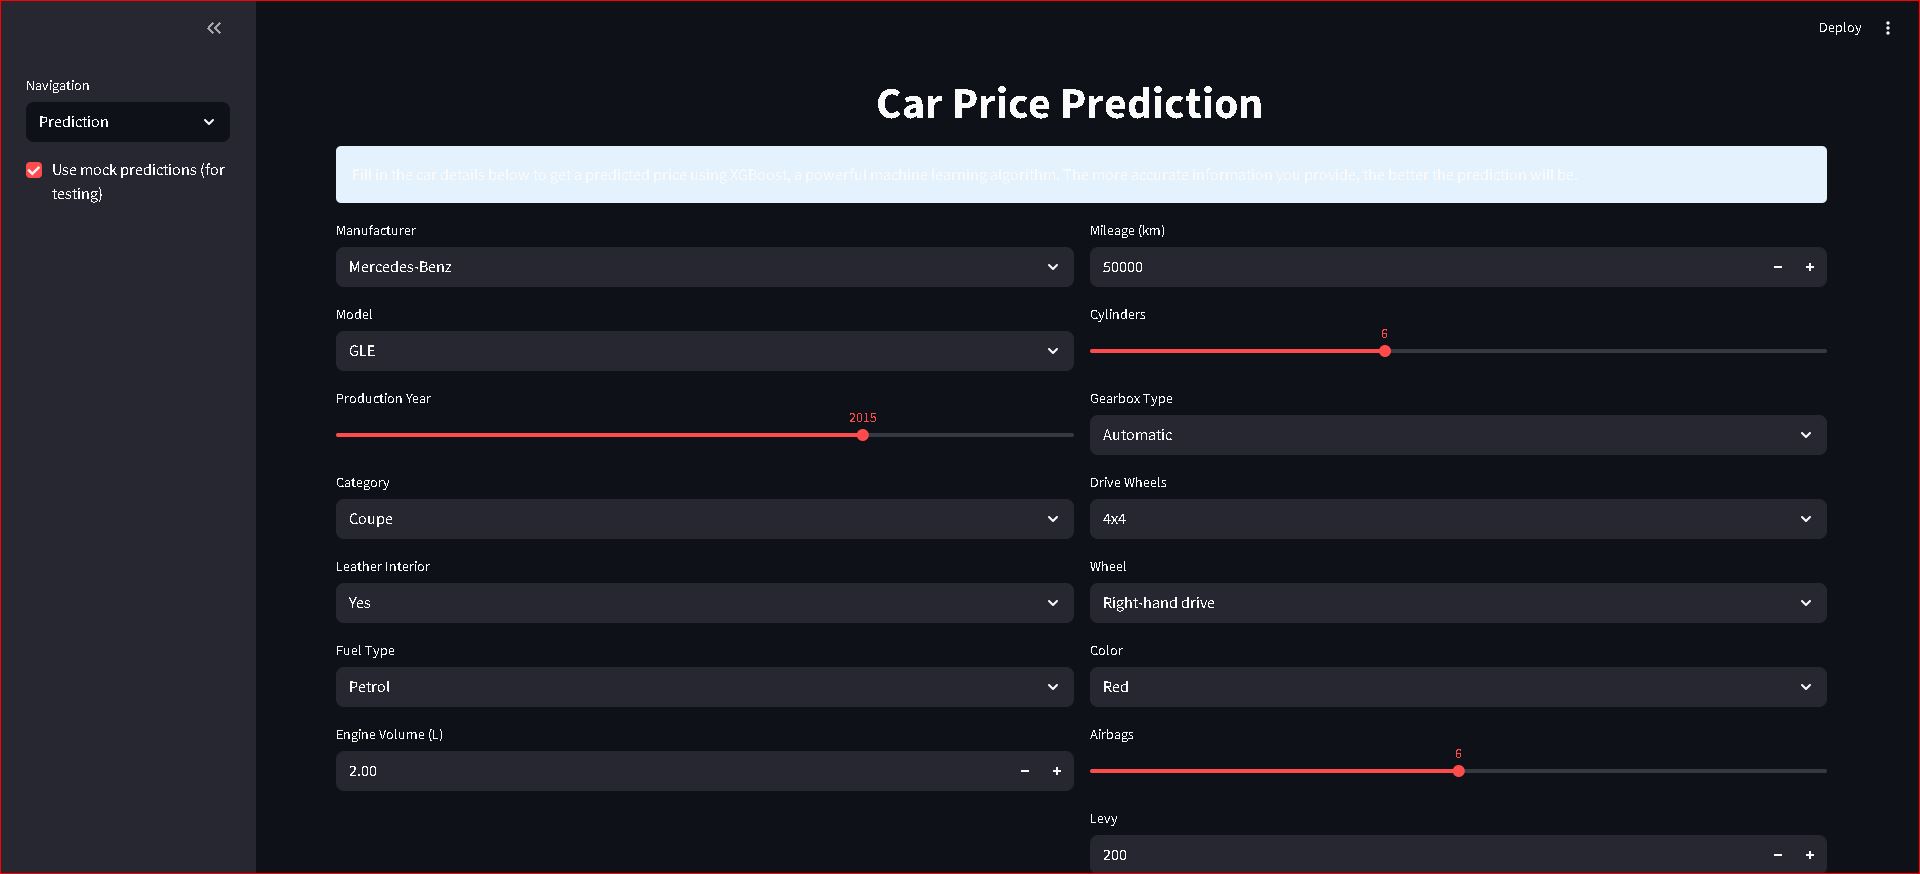 Deploy
Navigation
Prediction
Use mock predictions (for
testing)
Car Price Prediction
Fill in the car details below to get a predicted price using XGBoost, a powerful machine learning algorithm. The more accurate information you provide, the better the prediction will be.
Manufacturer
Mercedes-Benz
Model
GLE
Production Year
2015
Category
Coupe
Leather Interior
Yes
Fuel Type
Petrol
Engine Volume (L)
2.00
Mileage (km)
50000
Cylinders
6
Gearbox Type
Automatic
Drive Wheels
4x4
Wheel
Right-hand drive
Color
Red
Airbags
6
Levy
200